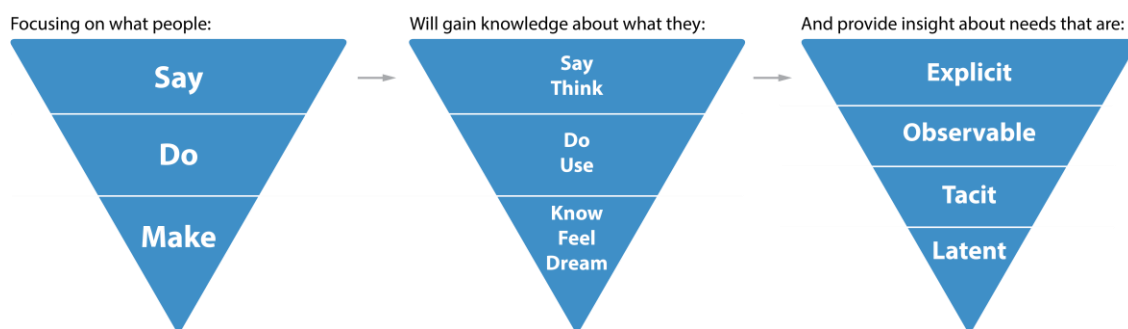 Focusing on what people:
Say
Do
Make
Will gain knowledge about what they:
Say
Think
Do
Use
Know
Feel
Dream
And provide insight about needs that are:
Explicit
Observable
Tacit
Latent